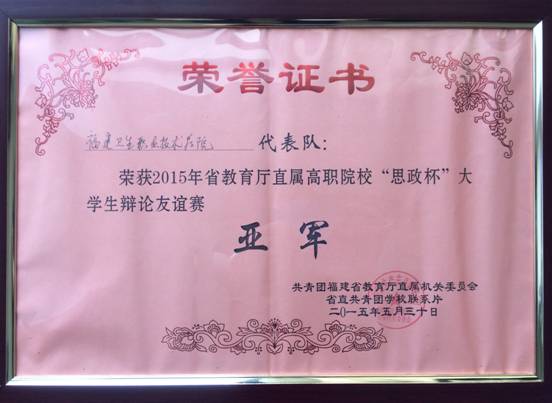 荣誉证书
福建卫生职业技术学院 代表队：
荣获2015年省教育厅直属高职院校“思政杯”大
学生辩论友谊赛
亚 军
共青团福建省教育厅直属机关委员会
省直共青团学校联系片
二〇一五年五月三十日